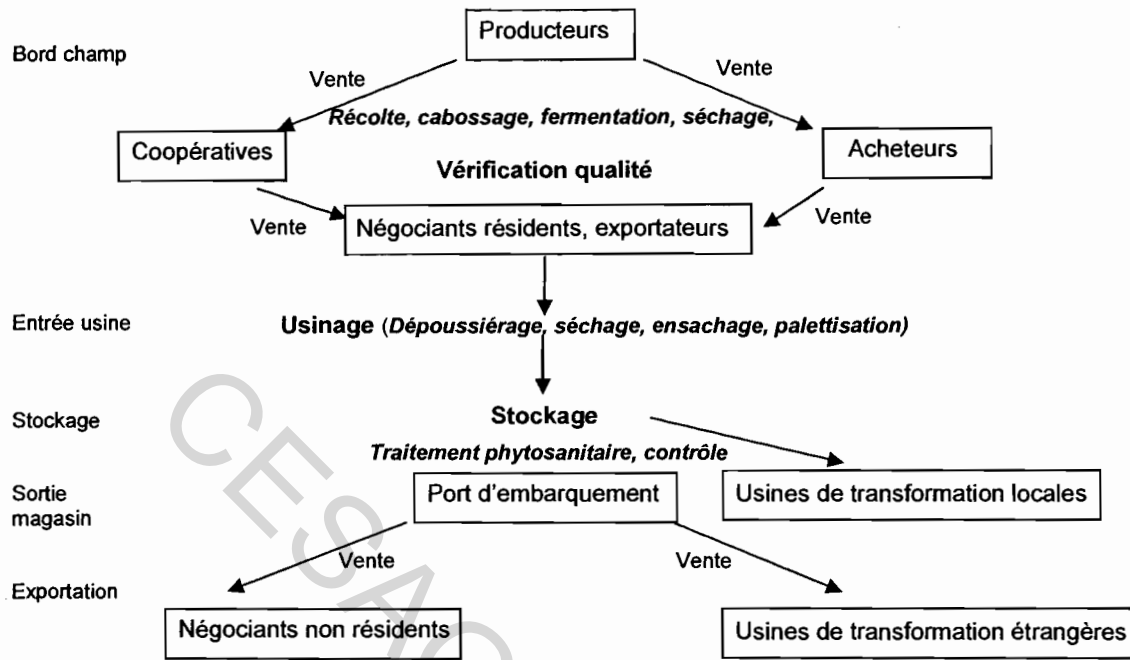 Producteurs
Bord champ
Vente
Vente
Récolte, cabossage, fermentation, séchage,
Coopératives
Acheteurs
Vérification qualité
Vente
Négociants résidents, exportateurs
Vente
Entrée usine
Usinage (Dépoussiérage, séchage, ensachage, palettisation)
Stockage
Stockage
Traitement phytosanitaire, contrôle
Sortie
magasin
Port d'embarquement
Usines de transformation locales
Vente
Vente
Exportation
Négociants non résidents
Usines de transformation étrangères